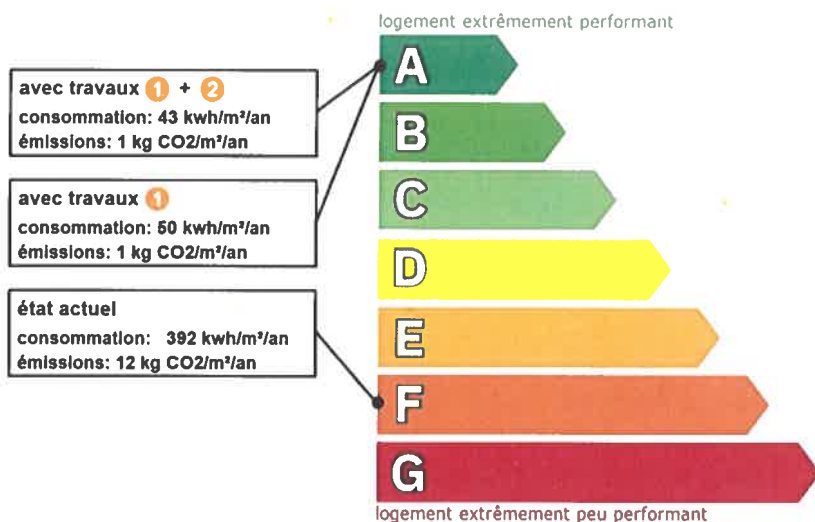 logement extrêmement performant
avec travaux 1 + 2
consommation: 43 kwh/m²/an
émissions: 1 kg CO2/m²/an
avec travaux 1
consommation: 50 kwh/m²/an
émissions: 1 kg CO2/m²/an
état actuel
consommation: 392 kwh/m²/an
émissions: 12 kg CO2/m²/an
A
B
C
D
E
F
G
logement extrêmement peu performant